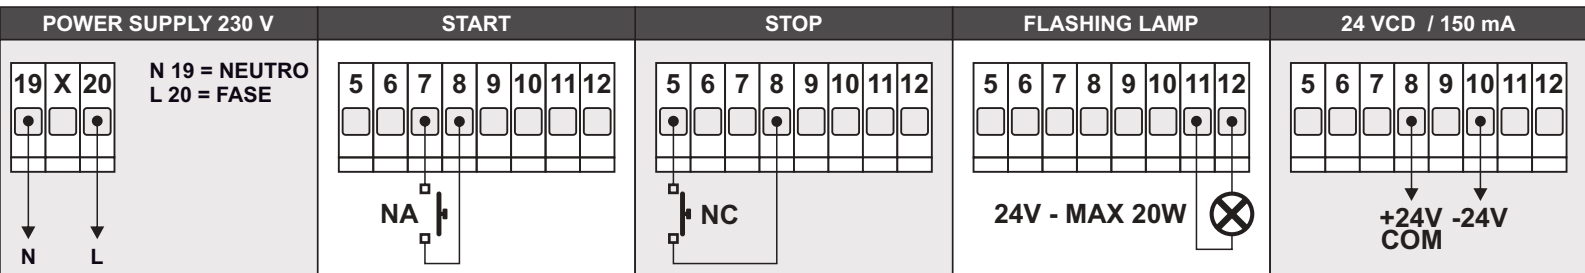 POWER SUPPLY 230 V
19 X 20
N 19 = NEUTRO
L 20 = FASE
N L
START
5 6 7 8 9 10 11 12
NA
STOP
5 6 7 8 9 10 11 12
NC
FLASHING LAMP
5 6 7 8 9 10 11 12
24V - MAX 20W
24 VCD / 150 mA
5 6 7 8 9 10 11 12
+24V -24V
COM